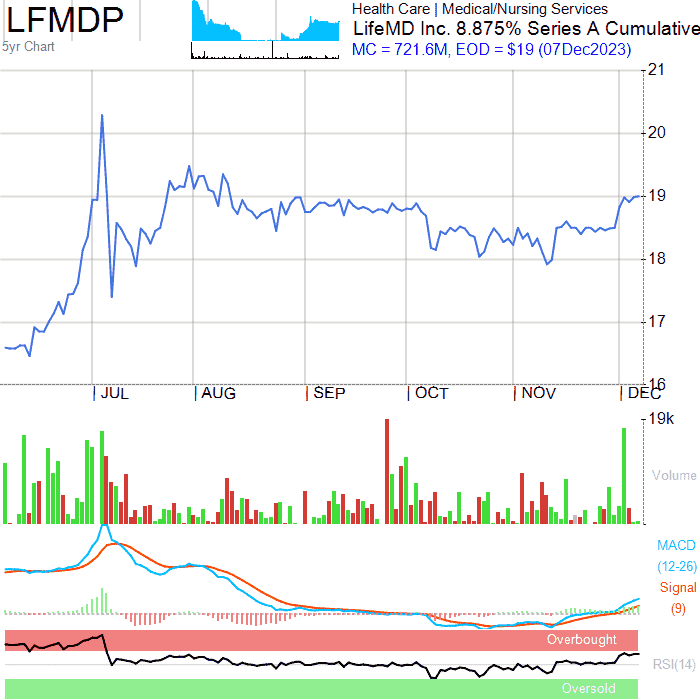 LFMDP
5yr Chart
Health Care | Medical/Nursing Services
LifeMD Inc. 8.875% Series A Cumulative
MC = 721.6M, EOD = $19 (07Dec2023)
21
20
19
18
17
16
JUL AUG SEP OCT NOV DEC
19k
Volume
MACD
(12-26)
Signal
(9)
Overbought
RSI(14)
Oversold